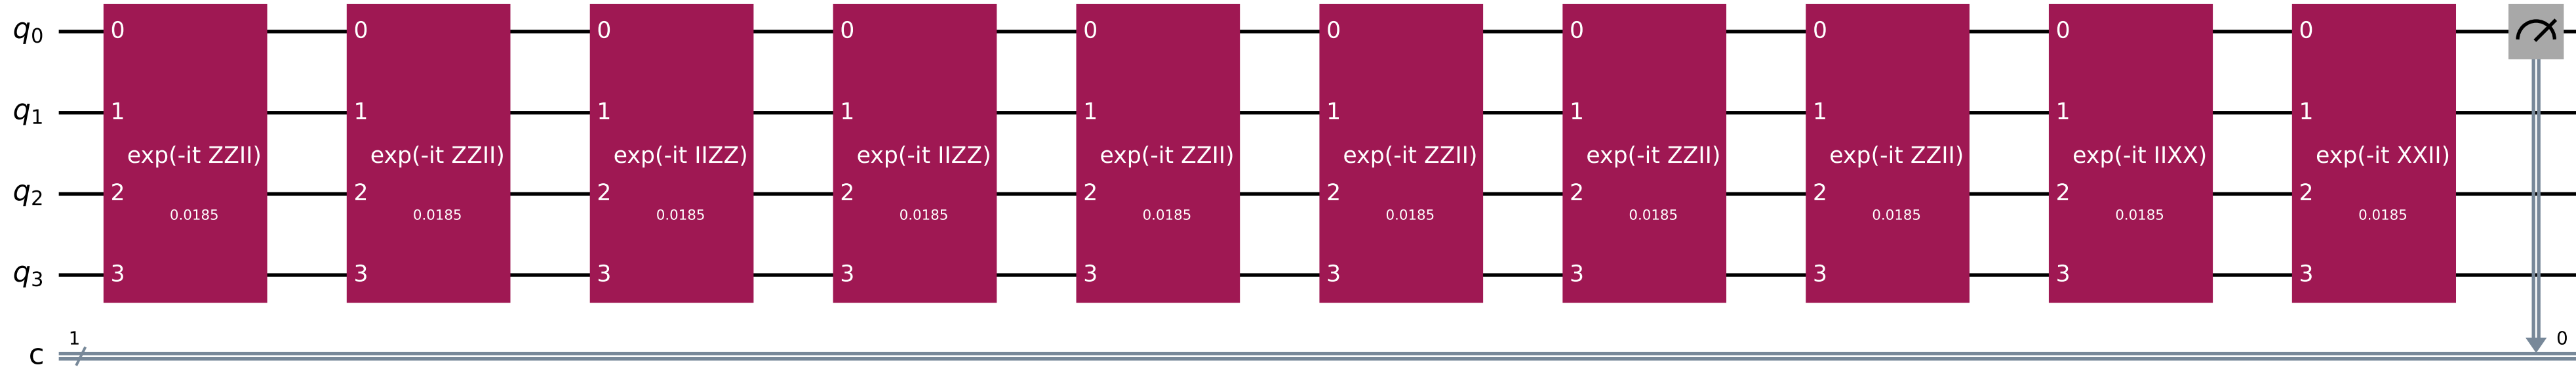 q0 0 0 0 0 0 0 0 0 0 0
q1 1 1 1 1 1 1 1 1 1 1
exp(-it ZZII) exp(-it ZZII) exp(-it IIZZ) exp(-it IIZZ) exp(-it ZZII) exp(-it ZZII) exp(-it ZZII) exp(-it ZZII) exp(-it IIXX) exp(-it XXII)
q2 2 2 2 2 2 2 2 2 2 2
0.0185 0.0185 0.0185 0.0185 0.0185 0.0185 0.0185 0.0185 0.0185 0.0185
q3 3 3 3 3 3 3 3 3 3 3
1 0
c